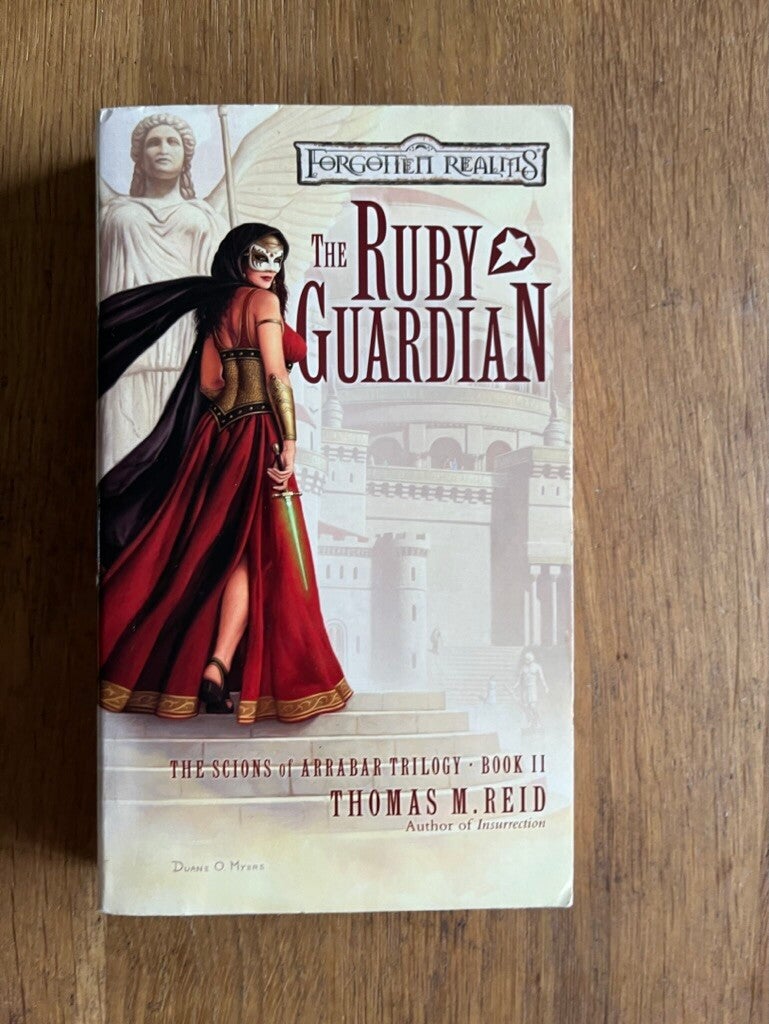 FORGOTTEN REALMS
THE RUBY
GUARDIAN
THE SCIONS of ARRABAR TRILOGY · BOOK II
THOMAS M. REID
Author of Insurrection
DUANE O. MYERS